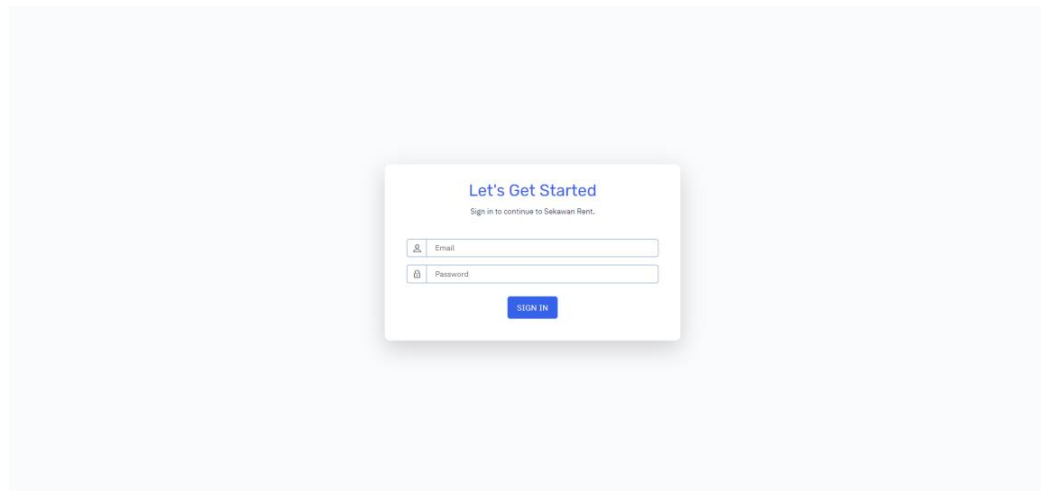 Let's Get Started
Sign in to continue to Sekawan Rent.
Email
Password
SIGN IN